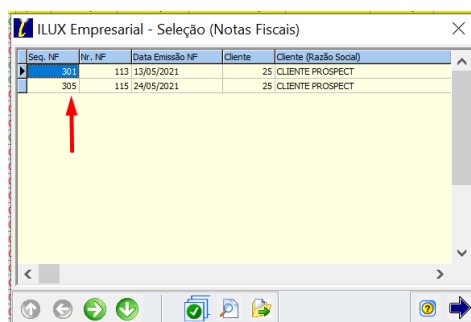 ILUX Empresarial - Seleção (Notas Fiscais)
Seq. NF Nr. NF Data Emissão NF Cliente Cliente (Razão Social)
301 113 13/05/2021 25 CLIENTE PROSPECT
305 115 24/05/2021 25 CLIENTE PROSPECT